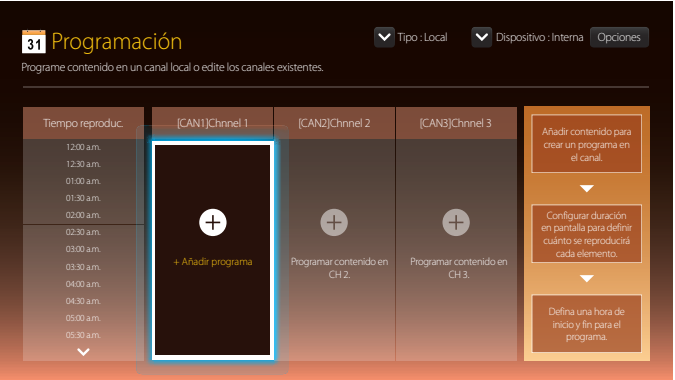 31 Programación
Tipo : Local
Dispositivo : Interna
Opciones
Programe contenido en un canal local o edite los canales existentes.
Tiempo reproduc.
[CAN1]Chnnel 1
[CAN2]Chnnel 2
[CAN3]Chnnel 3
12:00 a.m.
12:30 a.m.
01:00 a.m.
01:30 a.m.
02:00 a.m.
02:30 a.m.
03:00 a.m.
03:30 a.m.
04:00 a.m.
04:30 a.m.
05:00 a.m.
05:30 a.m.
+ Añadir programa
Programar contenido en
CH 2.
Programar contenido en
CH 3.
Añadir contenido para
crear un programa en
el canal.
Configurar duración
en pantalla para definir
cuánto se reproducirá
cada elemento.
Defina una hora de
inicio y fin para el
programa.